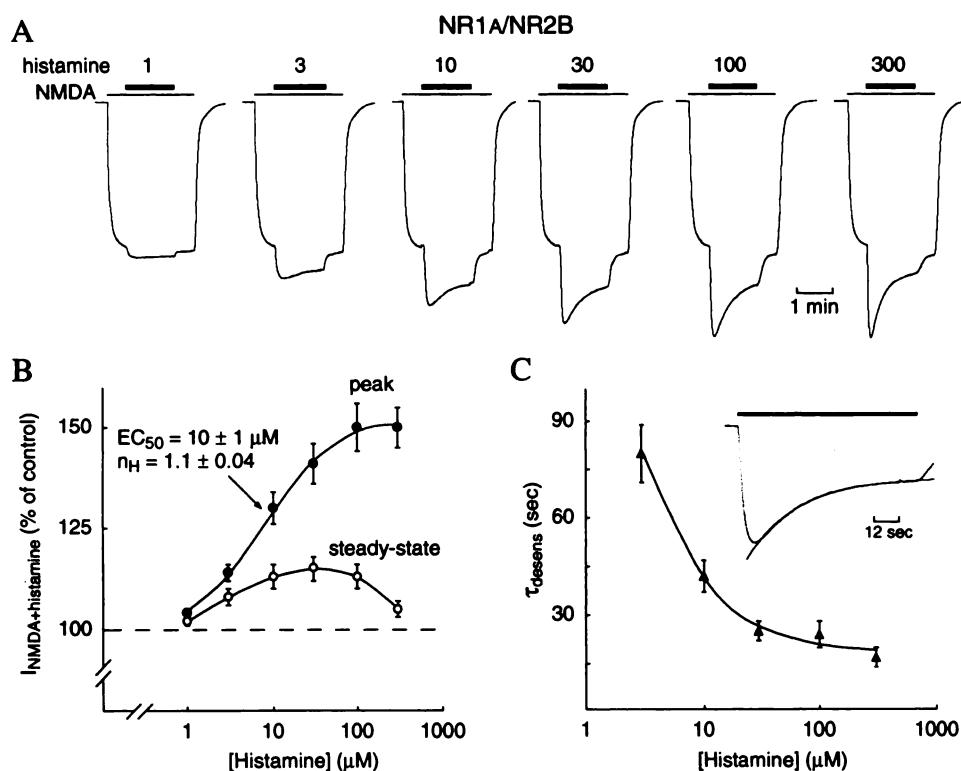 A
NR1A/NR2B
histamine 1 3 10 30 100 300
NMDA
1 min
B
peak
EC50 = 10 ± 1 µM
nH = 1.1 ± 0.04
steady-state
INMDA+histamine (% of control)
150
125
100
1 10 100 1000
[Histamine] (µM)
C
12 sec
τdesens (sec)
90
60
30
1 10 100 1000
[Histamine] (µM)